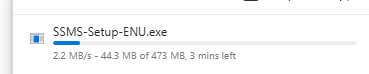 SSMS-Setup-ENU.exe
2.2 MB/s - 44.3 MB of 473 MB, 3 mins left